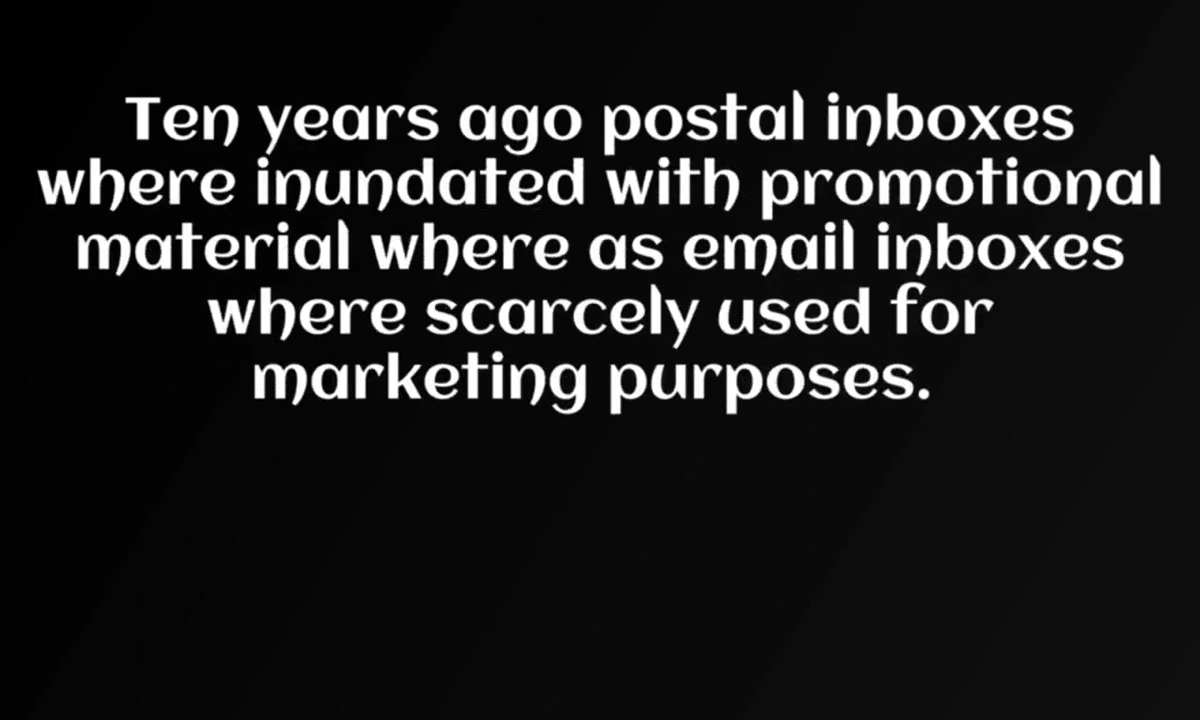 Ten years ago postal inboxes
where inundated with promotional
material where as email inboxes
where scarcely used for
marketing purposes.